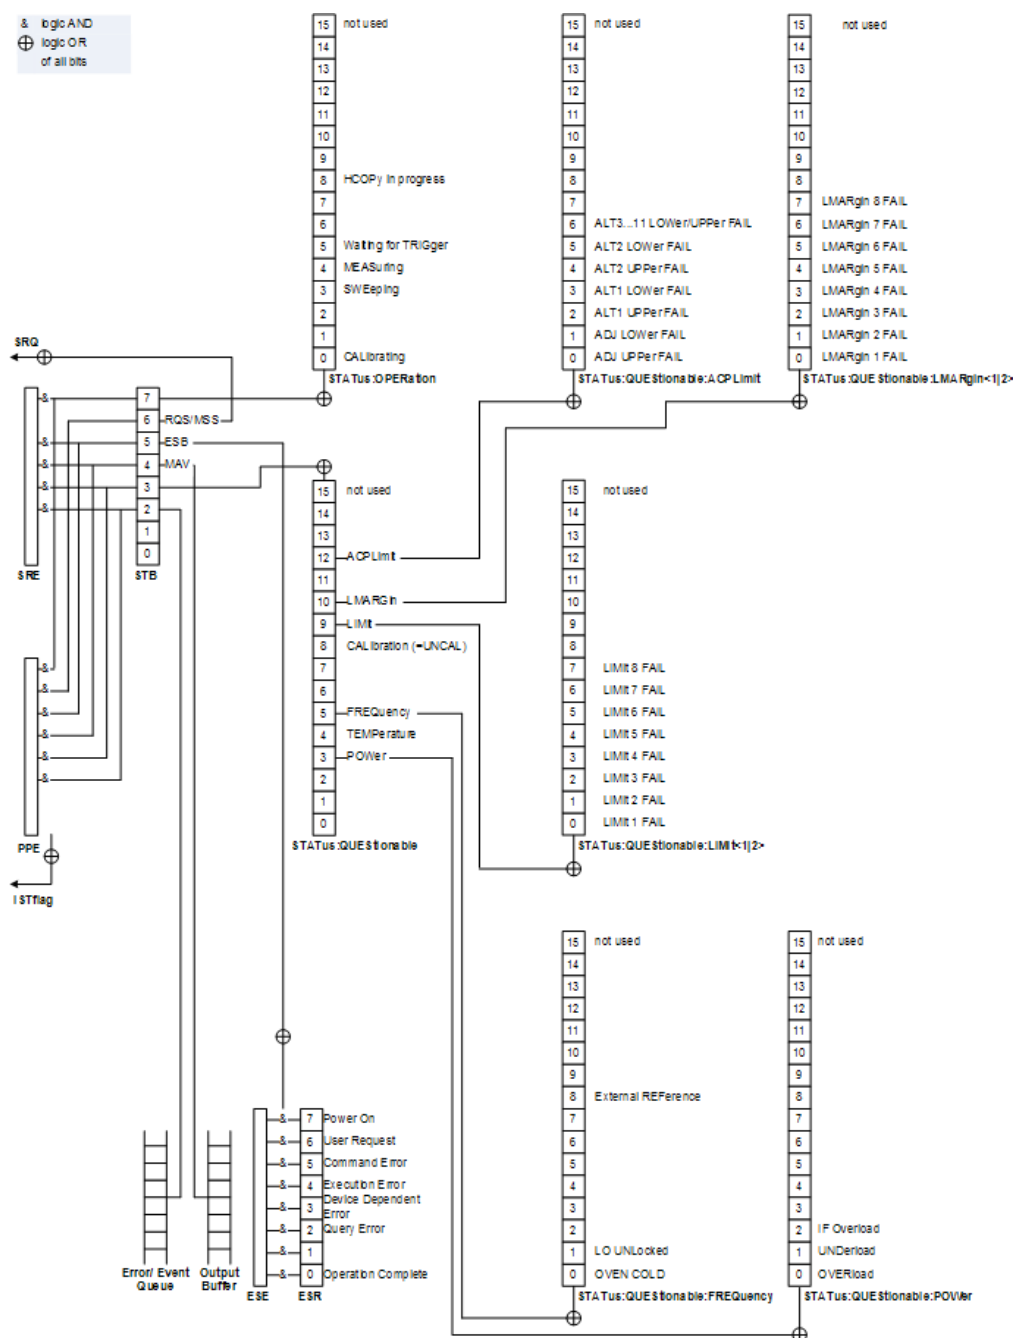 & logic AND
⊕ logic OR
of all bits
15 not used
14
13
12
11
10
9
8 HCOPy in progress
7
6
5 Waiting for TRIGger
4 MEASuring
3 SWEeping
2
1
0 CALibrating
STATus:OPERation
15 not used
14
13
12
11
10
9
8
7
6 ALT3...11 LOWer/UPPer FAIL
5 ALT2 LOWer FAIL
4 ALT2 UPPer FAIL
3 ALT1 LOWer FAIL
2 ALT1 UPPer FAIL
1 ADJ LOWer FAIL
0 ADJ UPPer FAIL
STATus:QUEStionable:ACPLimit
15 not used
14
13
12
11
10
9
8
7 LMARgin 8 FAIL
6 LMARgin 7 FAIL
5 LMARgin 6 FAIL
4 LMARgin 5 FAIL
3 LMARgin 4 FAIL
2 LMARgin 3 FAIL
1 LMARgin 2 FAIL
0 LMARgin 1 FAIL
STATus:QUEStionable:LMARgin<1|2>
SRQ
&
&
&
&
&
SRE
7
6 RQS/MSS
5 ESB
4 MAV
3
2
1
0
STB
&
&
&
&
&
&
PPE
ISTflag
15 not used
14
13
12 ACPLimit
11
10 LMARGin
9 LIMit
8 CALibration (=UNCAL)
7
6
5 FREQuency
4 TEMPerature
3 POWer
2
1
0
STATus:QUEStionable
15 not used
14
13
12
11
10
9
8
7 LIMit 8 FAIL
6 LIMit 7 FAIL
5 LIMit 6 FAIL
4 LIMit 5 FAIL
3 LIMit 4 FAIL
2 LIMit 3 FAIL
1 LIMit 2 FAIL
0 LIMit 1 FAIL
STATus:QUEStionable:LIMit<1|2>
Error/ Event
Queue
Output
Buffer
& 7 Power On
& 6 User Request
& 5 Command Error
& 4 Execution Error
& 3 Device Dependent
Error
& 2 Query Error
& 1
& 0 Operation Complete
ESE
ESR
15 not used
14
13
12
11
10
9
8 External REFerence
7
6
5
4
3
2
1 LO UNLocked
0 OVEN COLD
STATus:QUEStionable:FREQuency
15 not used
14
13
12
11
10
9
8
7
6
5
4
3
2 IF Overload
1 UNDerload
0 OVERload
STATus:QUEStionable:POWer